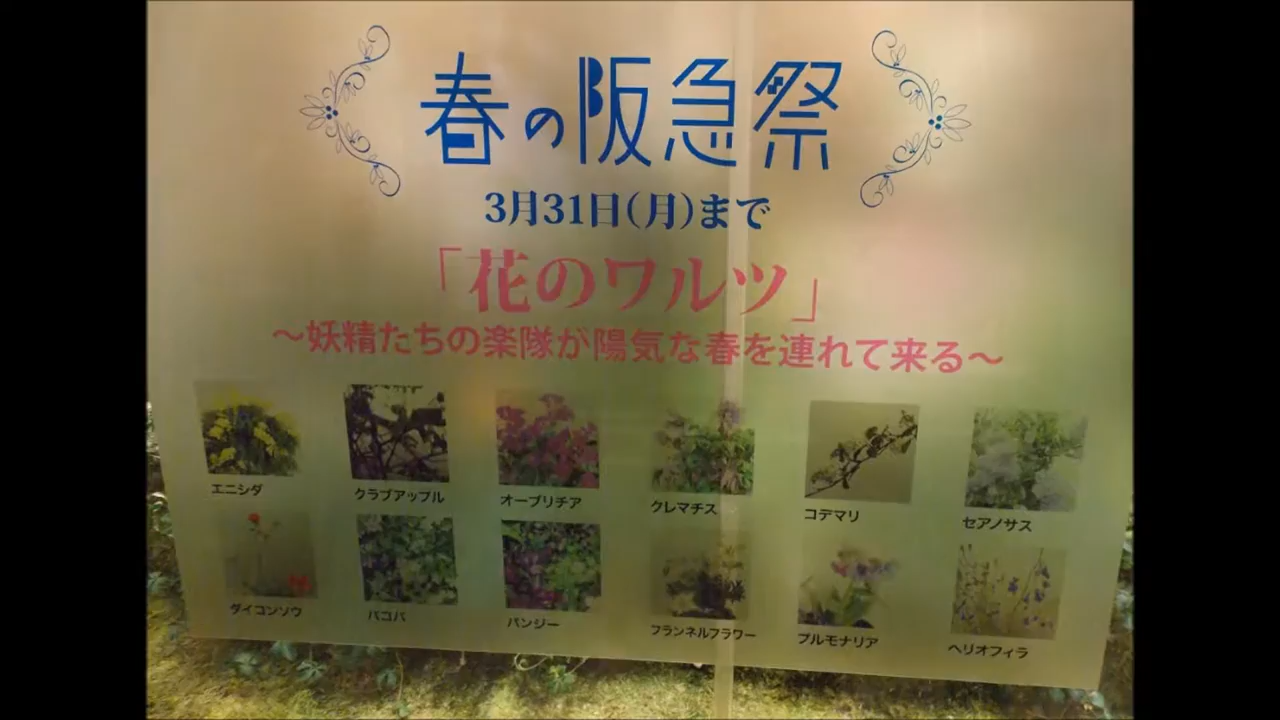 春の阪急祭
3月31日(月)まで
「花のワルツ」
～妖精たちの楽隊が陽気な春を連れて来る～
エニシダ
クラブアップル
オーブリチア
クレマチス
コデマリ
セアノサス
ダイコンソウ
バコバ
パンジー
フランネルフラワー
プルモナリア
ヘリオフィラ